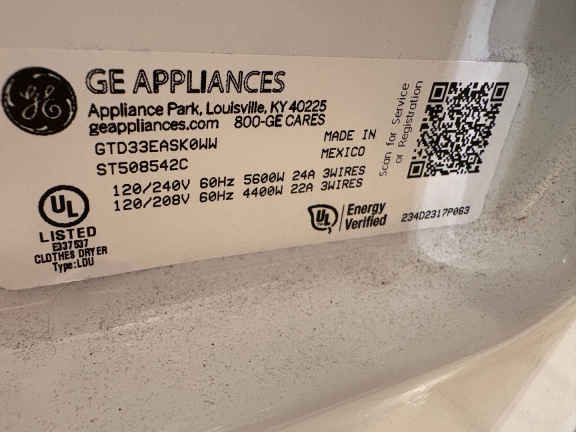 GE APPLIANCES
Appliance Park, Louisville, KY 40225
geappliances.com 800-GE CARES
GTD33EASK0WW
MADE IN
MEXICO
ST508542C
120/240V 60Hz 5600W 24A 3WIRES
120/208V 60Hz 4400W 22A 3WIRES
UL
LISTED
E337537
CLOTHES DRYER
Type:LDU
UL
Energy
Verified
Scan for Service
or Registration
234D2317P063